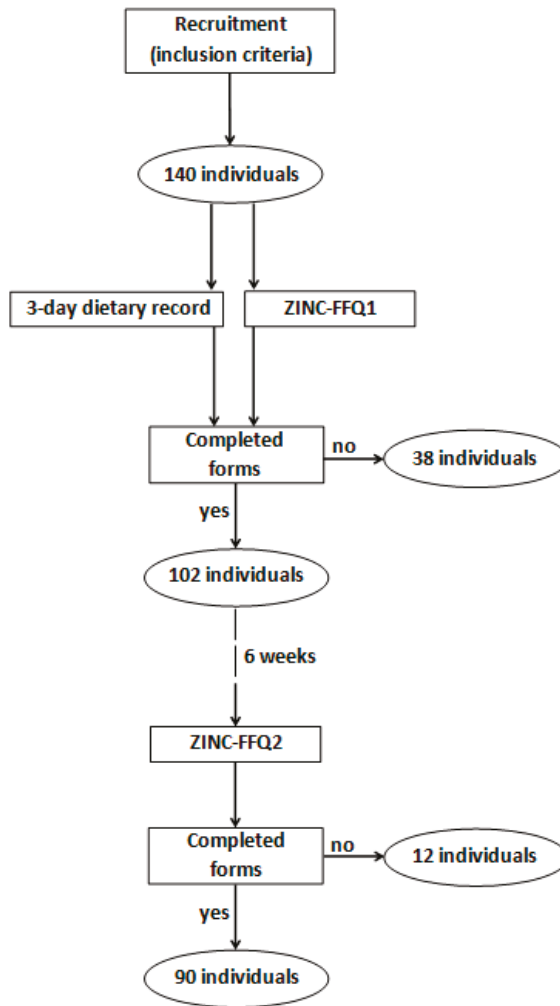 Recruitment
(inclusion criteria)
140 individuals
3-day dietary record
ZINC-FFQ1
Completed
forms
no
38 individuals
yes
102 individuals
6 weeks
ZINC-FFQ2
Completed
forms
no
12 individuals
yes
90 individuals